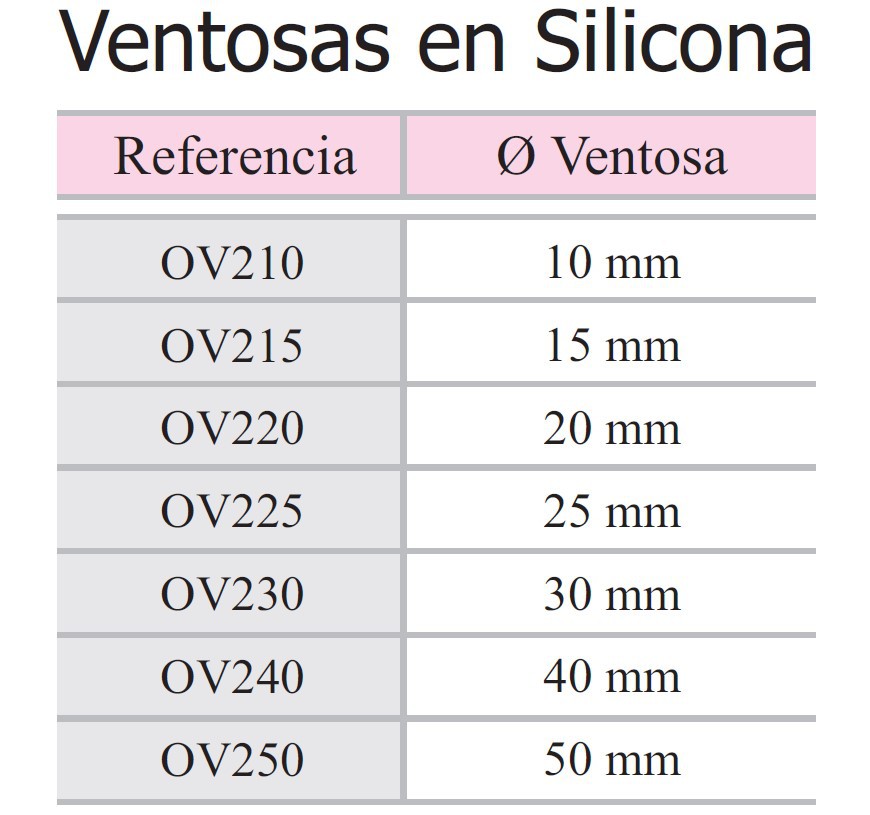 Ventosas en Silicona
Referencia Ø Ventosa
OV210 10 mm
OV215 15 mm
OV220 20 mm
OV225 25 mm
OV230 30 mm
OV240 40 mm
OV250 50 mm